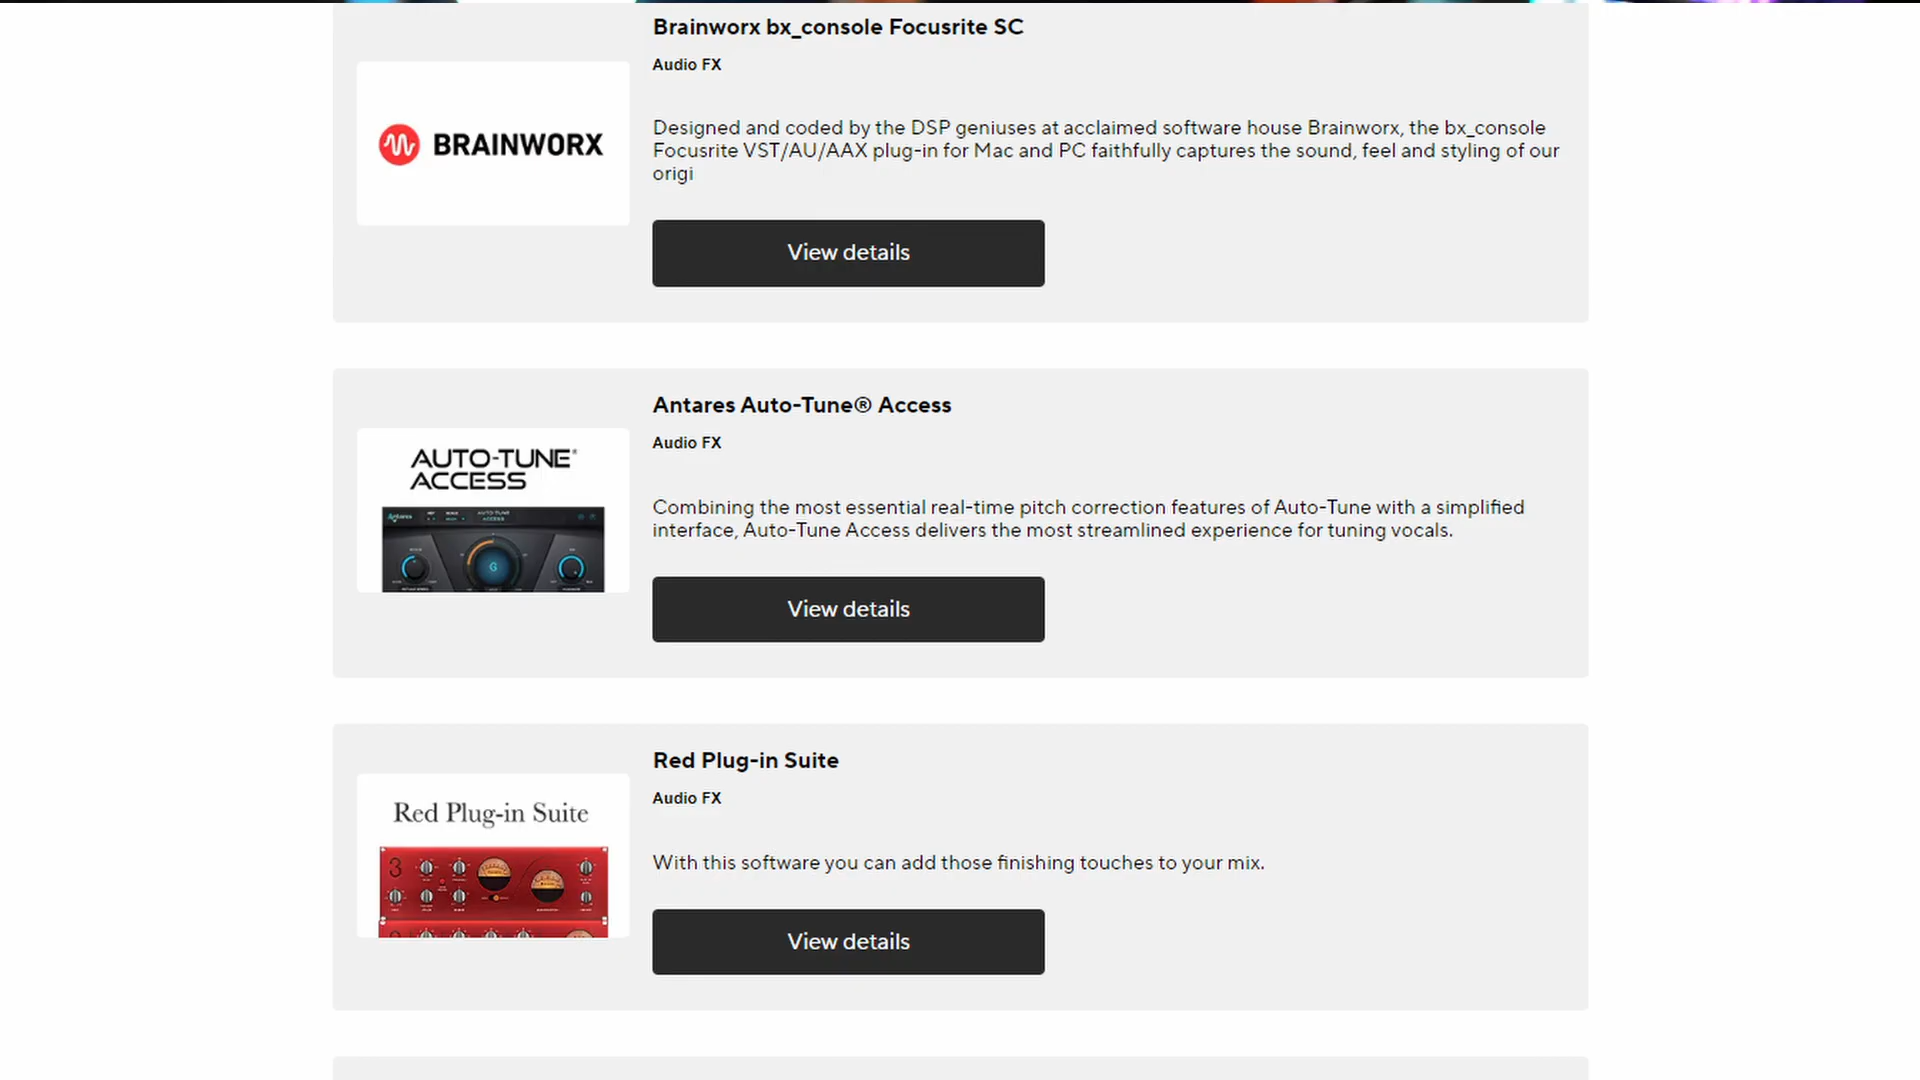 Brainworx bx_console Focusrite SC
Audio FX
BRAINWORX
Designed and coded by the DSP geniuses at acclaimed software house Brainworx, the bx_console
Focusrite VST/AU/AAX plug-in for Mac and PC faithfully captures the sound, feel and styling of our
origi
View details
Antares Auto-Tune® Access
Audio FX
AUTO-TUNE®
ACCESS
Antares
AUTO-TUNE
ACCESS
G
Combining the most essential real-time pitch correction features of Auto-Tune with a simplified
interface, Auto-Tune Access delivers the most streamlined experience for tuning vocals.
View details
Red Plug-in Suite
Audio FX
Red Plug-in Suite
3
With this software you can add those finishing touches to your mix.
View details